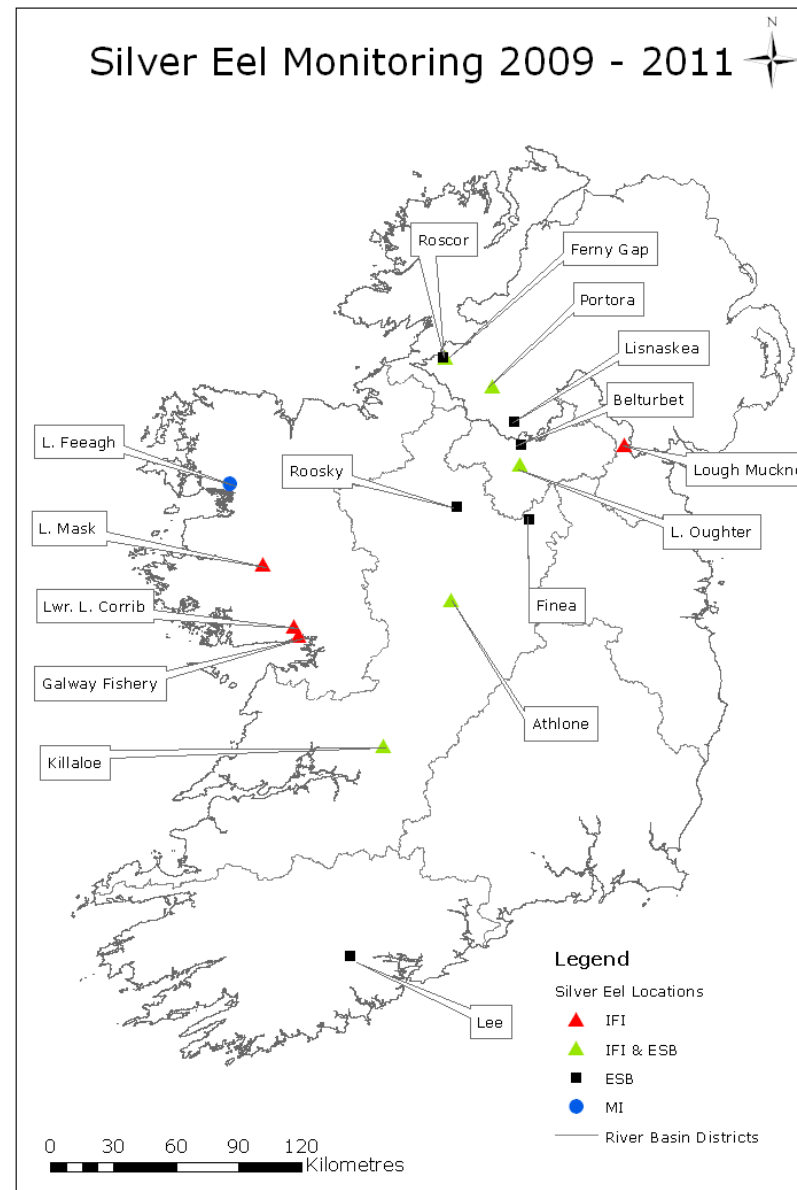 Silver Eel Monitoring 2009 - 2011
N
Roscor
Ferny Gap
Portora
Lisnaskea
Belturbet
L. Feeagh
Roosky
Lough Muckno
L. Mask
L. Oughter
Lwr. L. Corrib
Finea
Galway Fishery
Athlone
Killaloe
Lee
Legend
Silver Eel Locations
IFI
IFI & ESB
ESB
MI
River Basin Districts
0 30 60 90 120
Kilometres